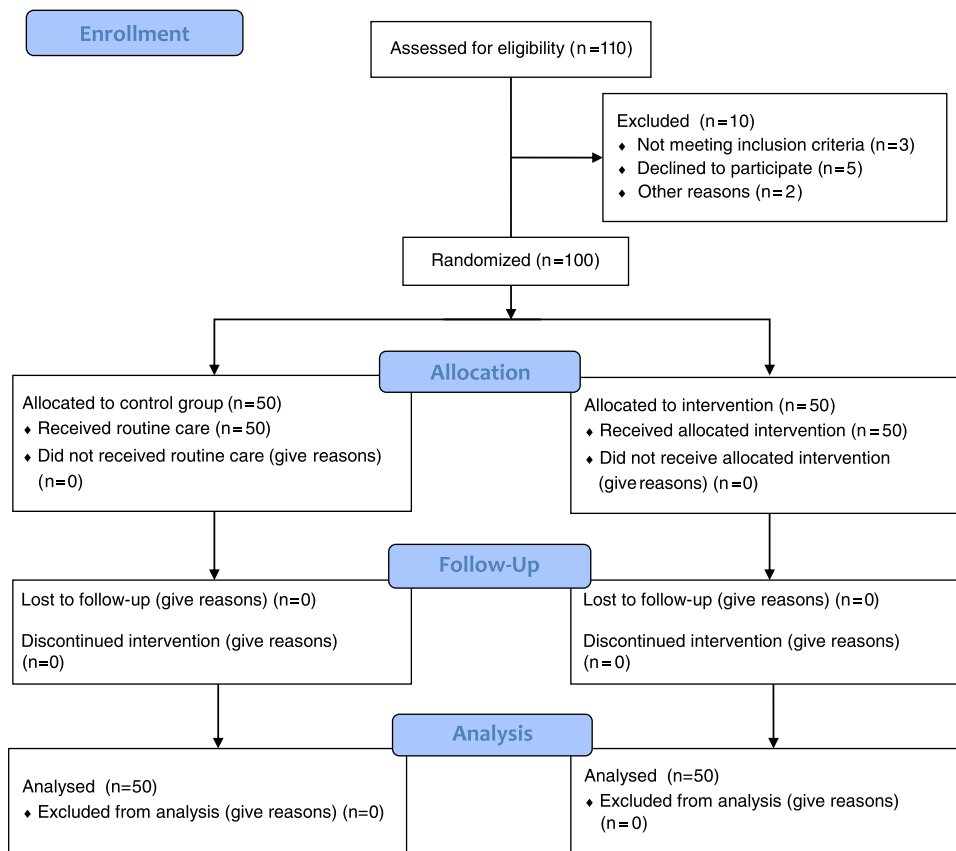 Enrollment
Assessed for eligibility (n=110)
Excluded (n=10)
♦ Not meeting inclusion criteria (n=3)
♦ Declined to participate (n=5)
♦ Other reasons (n=2)
Randomized (n=100)
Allocation
Allocated to control group (n=50)
♦ Received routine care (n=50)
♦ Did not received routine care (give reasons)
(n=0)
Allocated to intervention (n=50)
♦ Received allocated intervention (n=50)
♦ Did not receive allocated intervention
(give reasons) (n=0)
Follow-Up
Lost to follow-up (give reasons) (n=0)
Discontinued intervention (give reasons)
(n=0)
Lost to follow-up (give reasons) (n=0)
Discontinued intervention (give reasons)
(n=0)
Analysis
Analysed (n=50)
♦ Excluded from analysis (give reasons) (n=0)
Analysed (n=50)
♦ Excluded from analysis (give reasons)
(n=0)